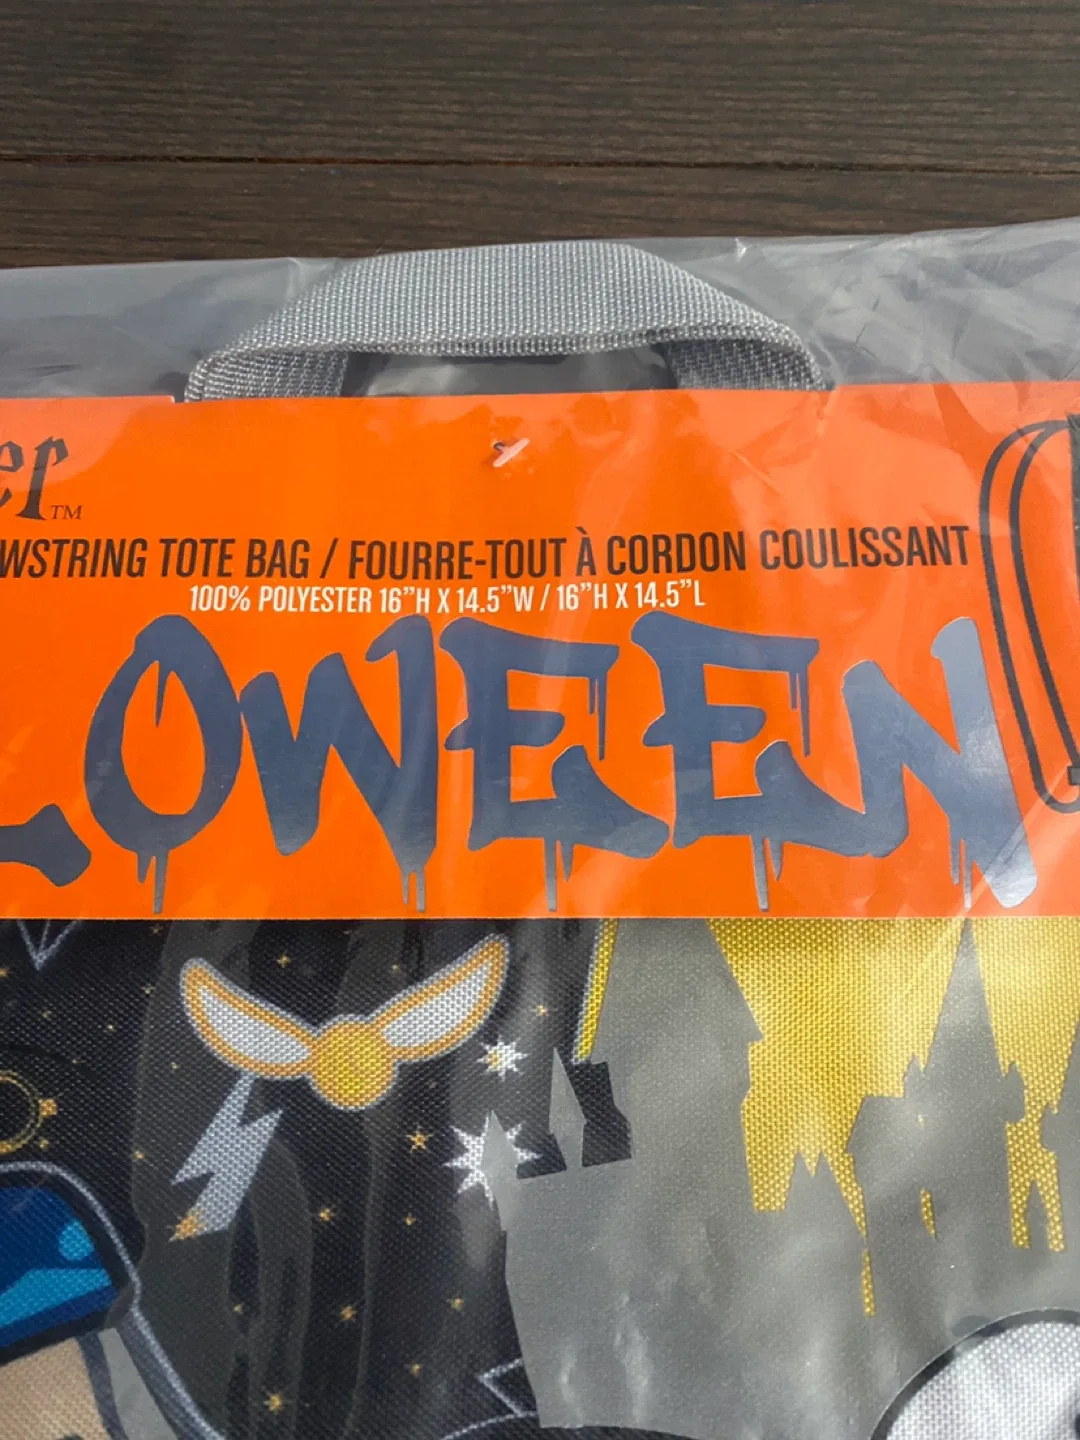 er™
WSTRING TOTE BAG / FOURRE-TOUT À CORDON COULISSANT
100% POLYESTER 16”H X 14.5”W / 16”H X 14.5”L
LOWEEN